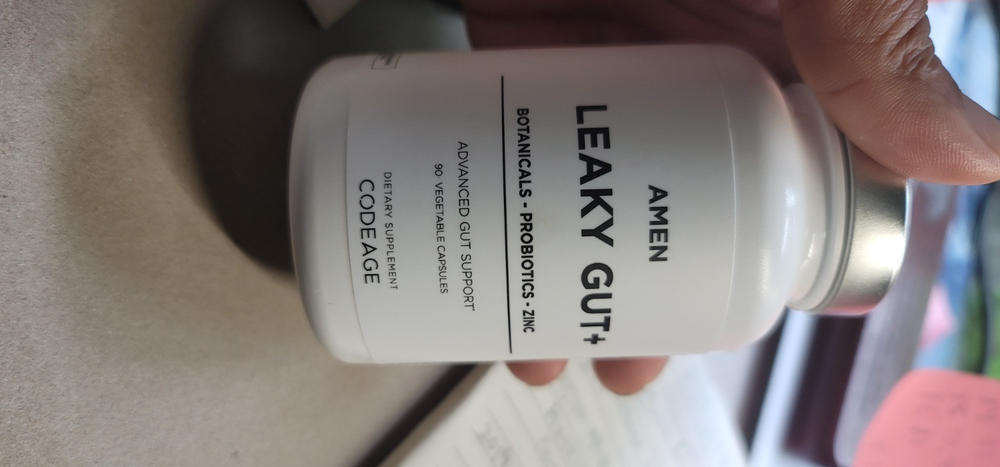 AMEN
LEAKY GUT+
BOTANICALS - PROBIOTICS - ZINC
ADVANCED GUT SUPPORT*
90 VEGETABLE CAPSULES
DIETARY SUPPLEMENT
CODEAGE